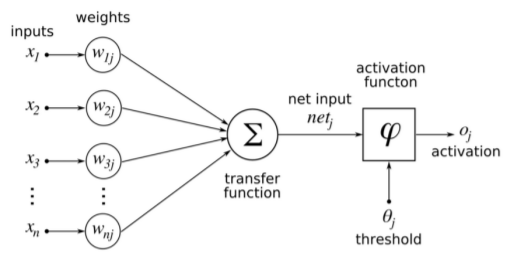 inputs
weights
x1
w1j
x2
w2j
x3
w3j
⋮
⋮
xn
wnj
Σ
transfer
function
net input
netj
activation
functon
φ
oj
activation
θj
threshold